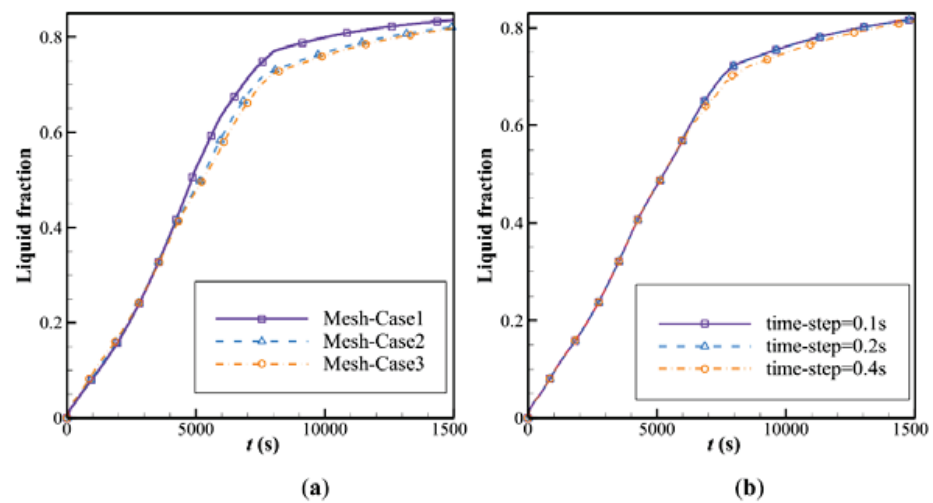 0.8
0.6
0.4
0.2
0
Liquid fraction
Mesh-Case1
Mesh-Case2
Mesh-Case3
0 5000 10000 1500
t (s)
(a)
0.8
0.6
0.4
0.2
0
Liquid fraction
time-step=0.1s
time-step=0.2s
time-step=0.4s
0 5000 10000 1500
t (s)
(b)